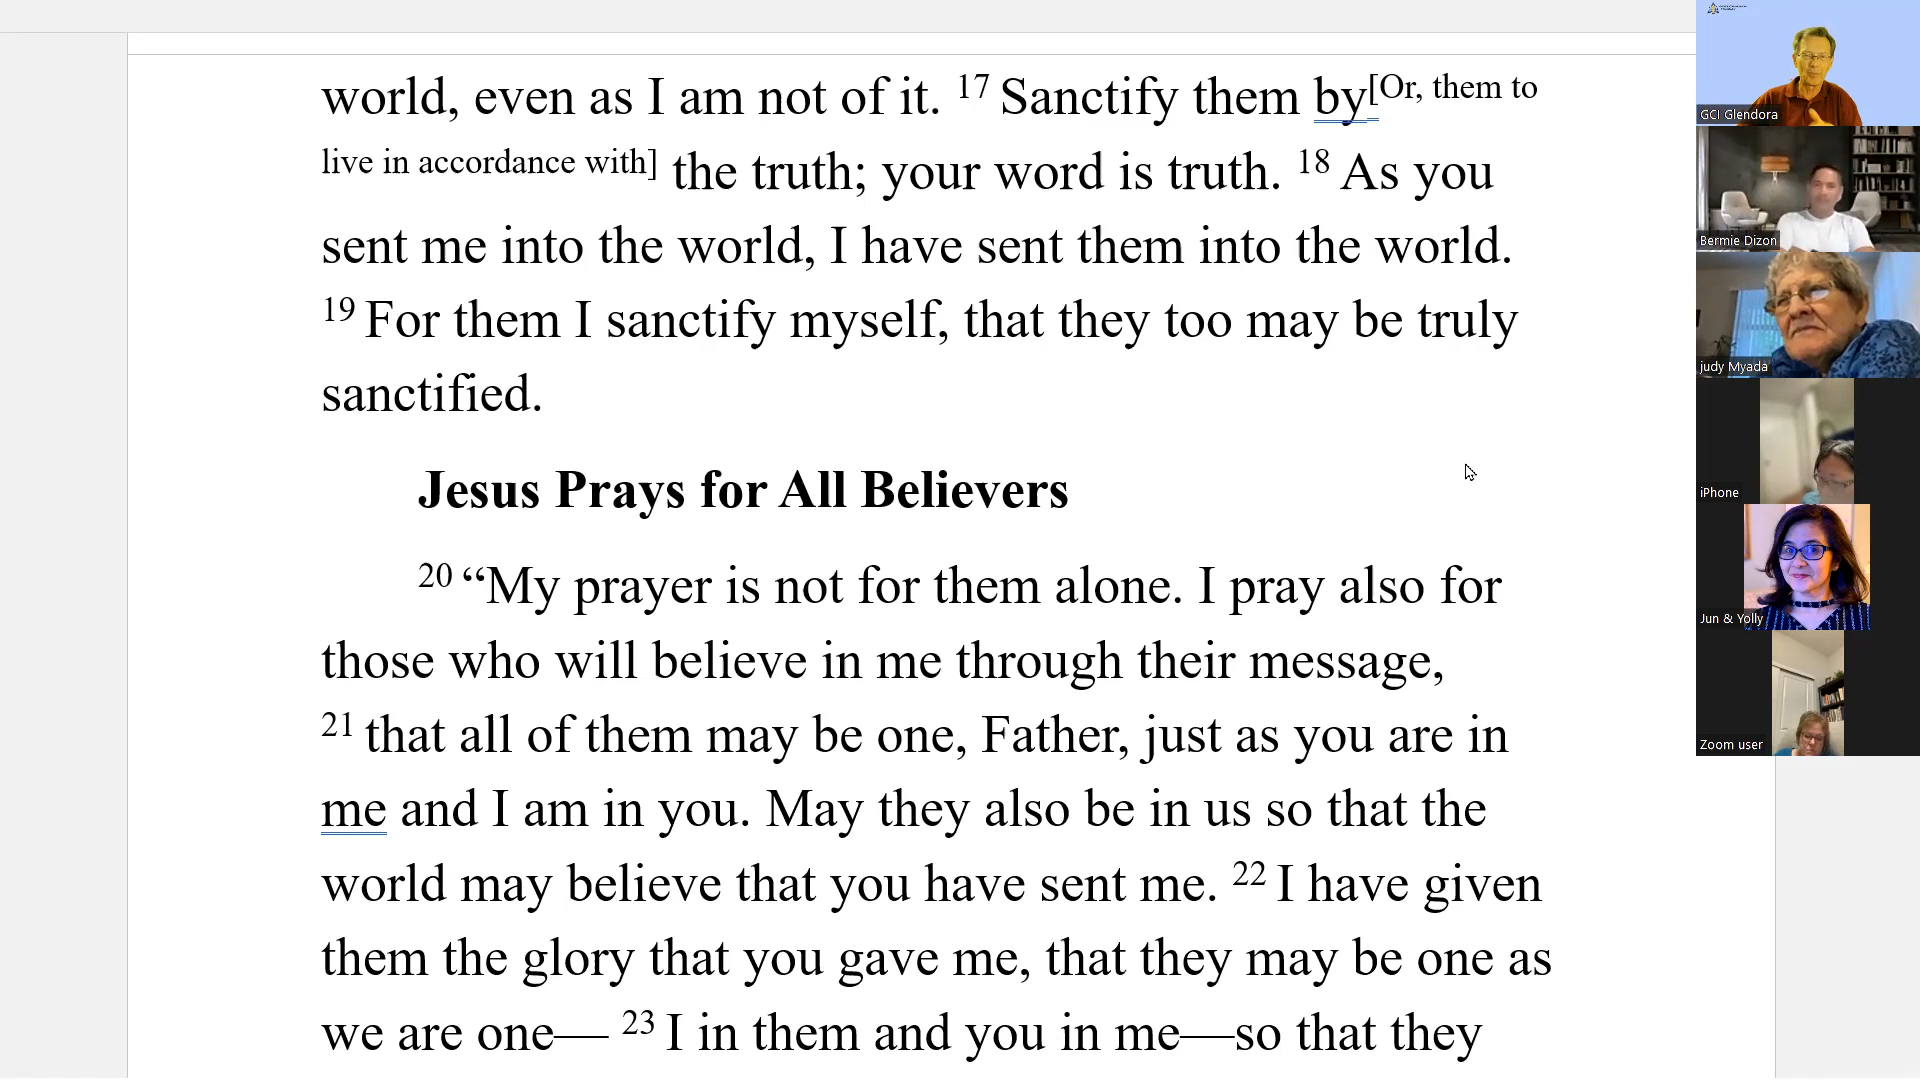 world, even as I am not of it. 17 Sanctify them by[Or, them to
live in accordance with] the truth; your word is truth. 18 As you
sent me into the world, I have sent them into the world.
19 For them I sanctify myself, that they too may be truly
sanctified.
Jesus Prays for All Believers
20 “My prayer is not for them alone. I pray also for
those who will believe in me through their message,
21 that all of them may be one, Father, just as you are in
me and I am in you. May they also be in us so that the
world may believe that you have sent me. 22 I have given
them the glory that you gave me, that they may be one as
we are one— 23 I in them and you in me—so that they
GCI Glendora
Bermie Dizon
judy Myada
iPhone
Jun & Yolly
Zoom user